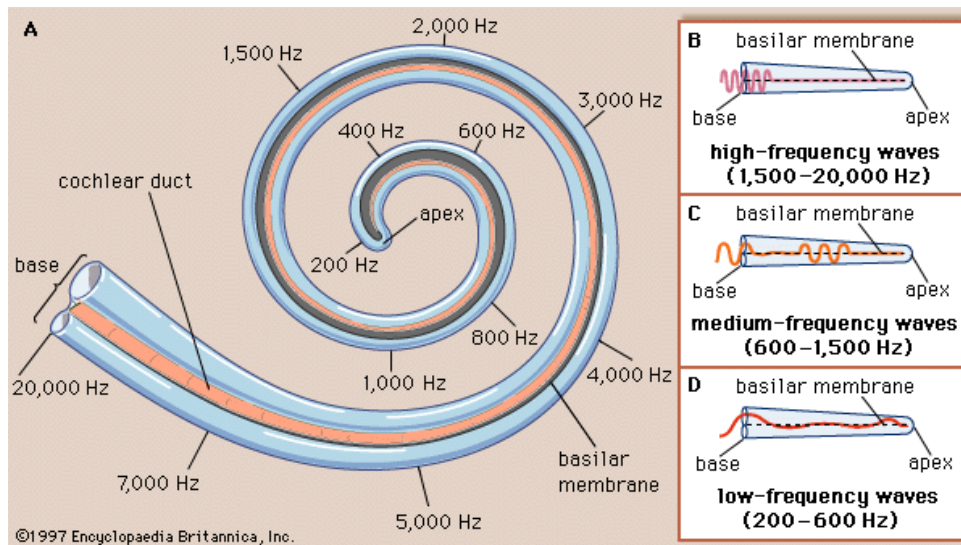 A
2,000 Hz
1,500 Hz
3,000 Hz
400 Hz
600 Hz
cochlear duct
apex
200 Hz
base
800 Hz
1,000 Hz
4,000 Hz
20,000 Hz
7,000 Hz
5,000 Hz
basilar
membrane
©1997 Encyclopaedia Britannica, Inc.
B
basilar membrane
base
apex
high-frequency waves
(1,500–20,000 Hz)
C
basilar membrane
base
apex
medium-frequency waves
(600–1,500 Hz)
D
basilar membrane
base
apex
low-frequency waves
(200–600 Hz)